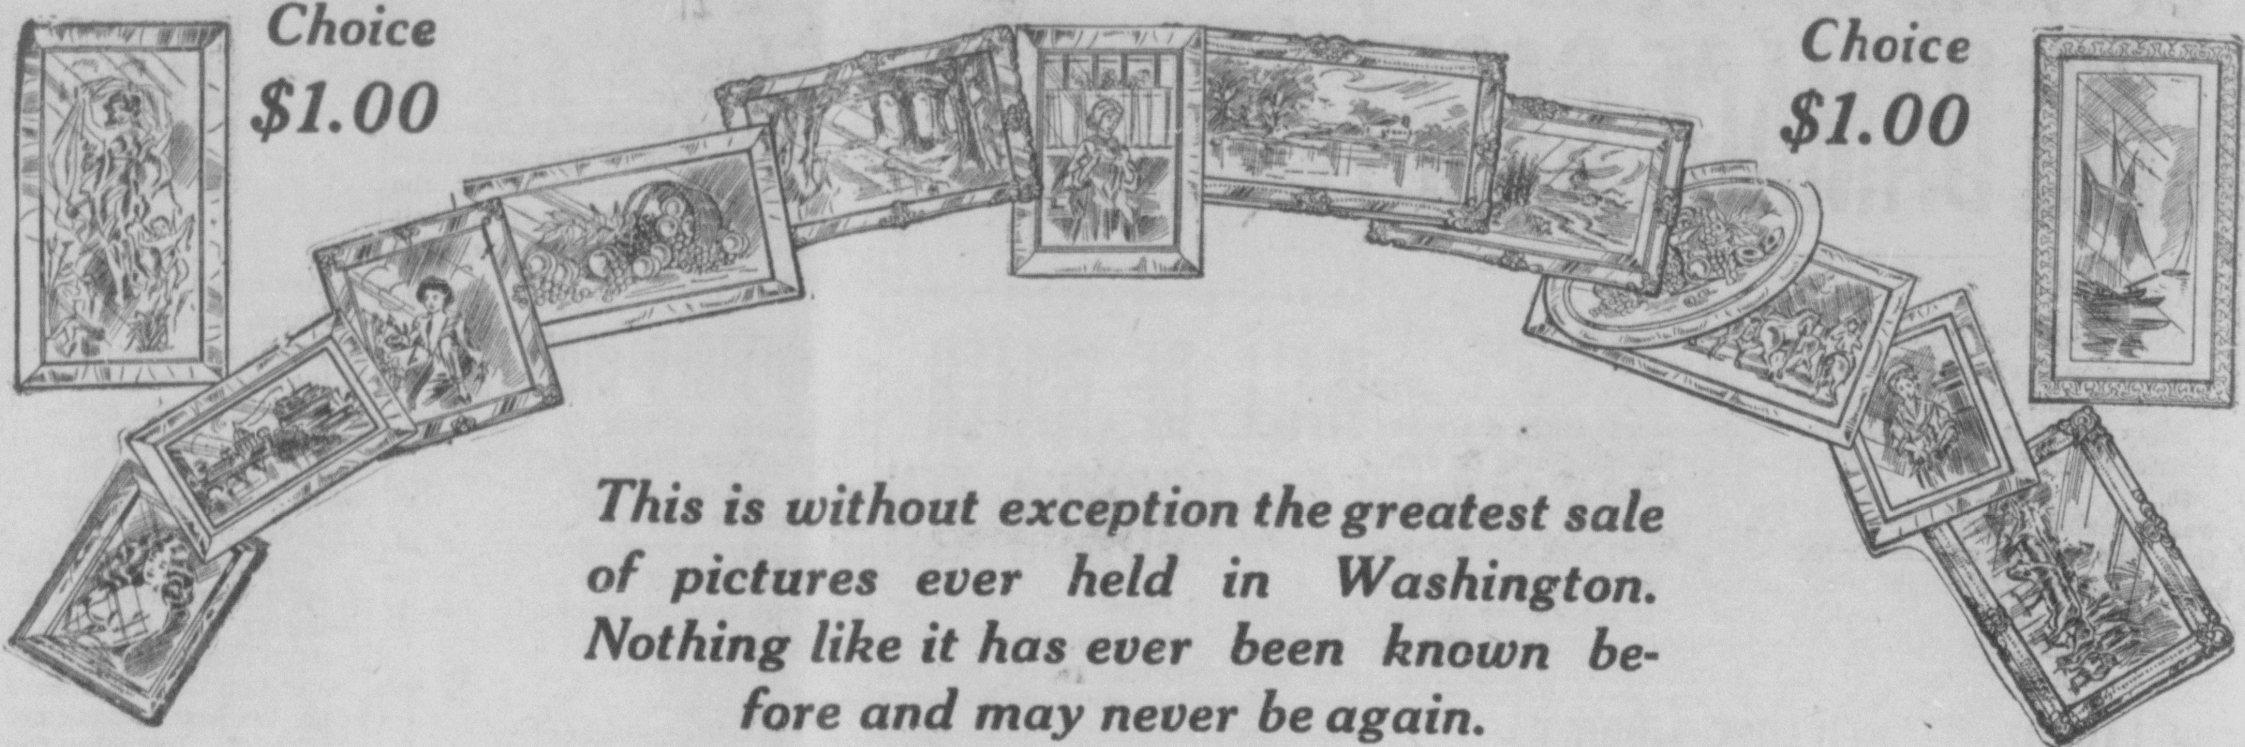 Choice
$1.00
Choice
$1.00
This is without exception the greatest sale
of pictures ever held in Washington.
Nothing like it has ever been known be-
fore and may never be again.